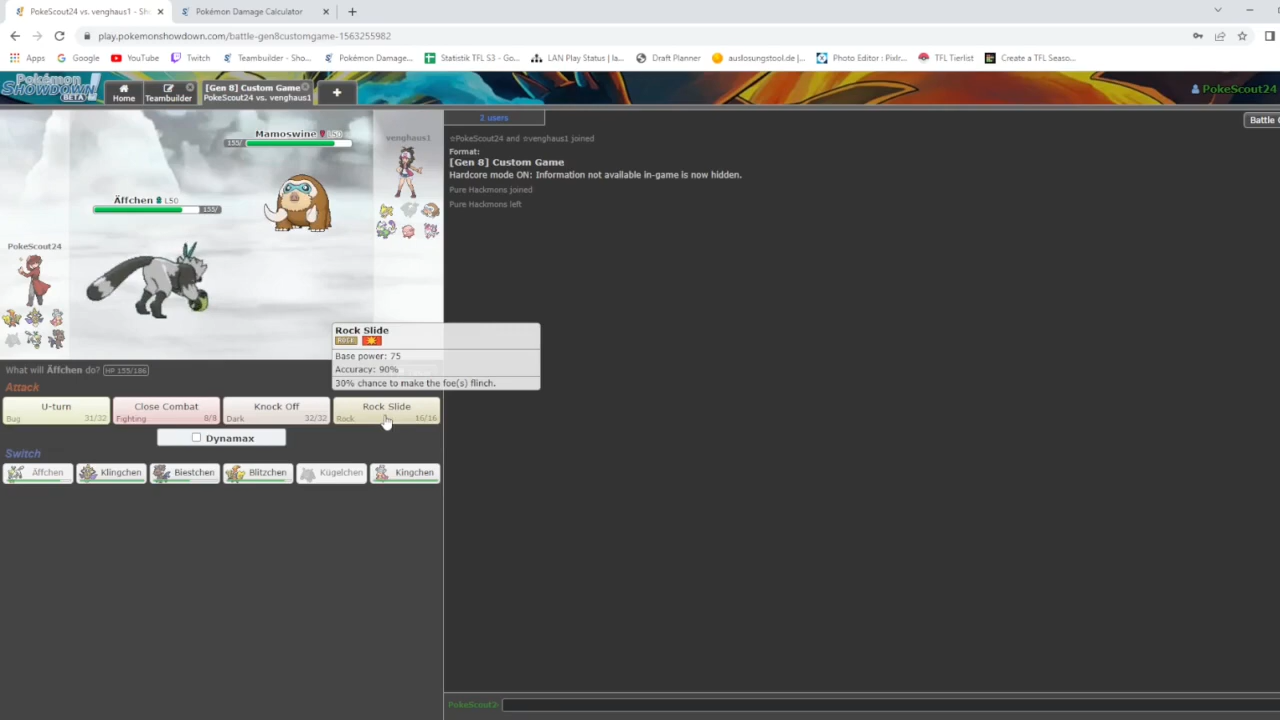 PokeScout24 vs. venghaus1 - Sho...
Pokémon Damage Calculator
play.pokemonshowdown.com/battle-gen8customgame-1563255982
Apps
Google
YouTube
Twitch
Teambuilder - Sho...
Pokémon Damage...
Statistik TFL S3 - Go...
LAN Play Status | la...
Draft Planner
auslosungstool.de |...
Photo Editor : Pixlr...
TFL Tierlist
Create a TFL Seaso...
Pokémon
SHOWDOWN
BETA
Home
Teambuilder
[Gen 8] Custom Game
PokeScout24 vs. venghaus1
PokeScout24
2 users
Battle
☆PokeScout24 and ☆venghaus1 joined
Format:
[Gen 8] Custom Game
Hardcore mode ON: Information not available in-game is now hidden.
Pure Hackmons joined
Pure Hackmons left
Mamoswine L50
155/
venghaus1
Äffchen L50
155/
PokeScout24
Rock Slide
ROCK
Base power: 75
Accuracy: 90%
30% chance to make the foe(s) flinch.
What will Äffchen do? HP 155/186
Attack
U-turn
Bug 31/32
Close Combat
Fighting 8/8
Knock Off
Dark 32/32
Rock Slide
Rock 16/16
Dynamax
Switch
Äffchen
Klingchen
Biestchen
Blitzchen
Kügelchen
Kingchen